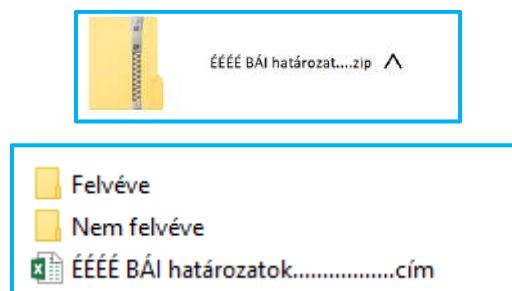 ÉÉÉÉ BÁI határozat....zip
Felvéve
Nem felvéve
ÉÉÉÉ BÁI határozatok.................cím